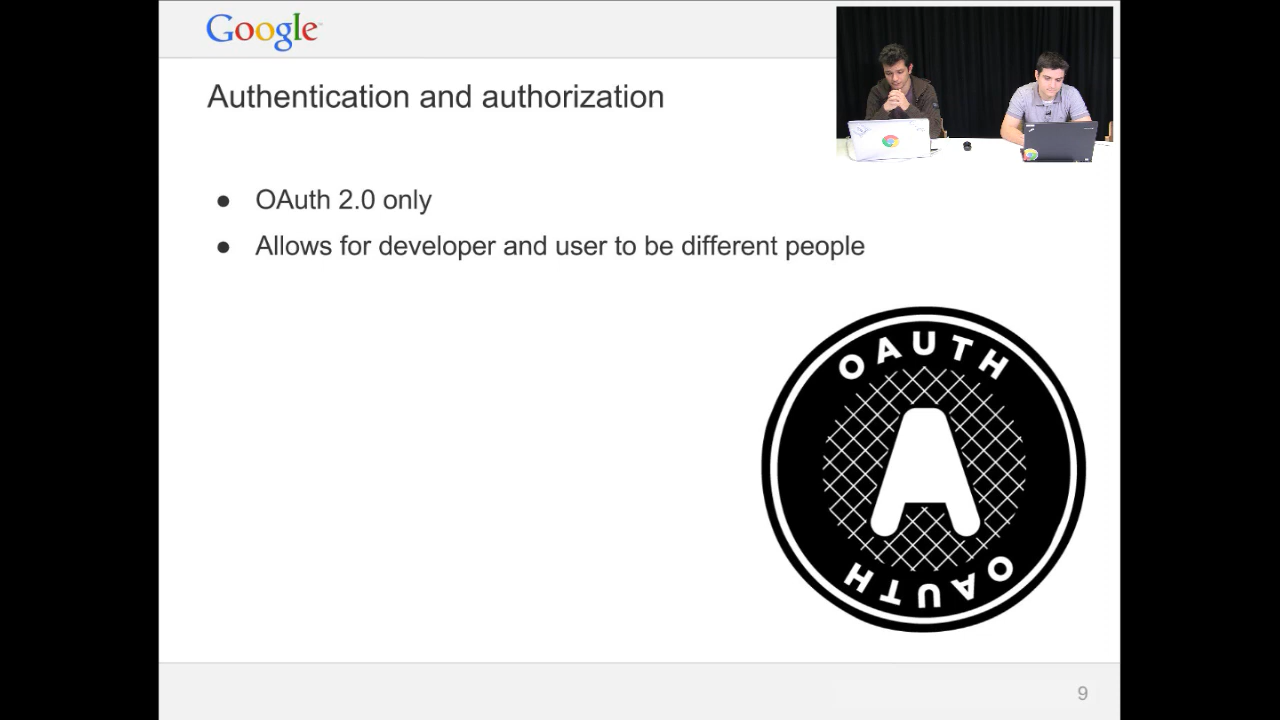 Google
Authentication and authorization
● OAuth 2.0 only
● Allows for developer and user to be different people
OAUTH
OAUTH
9